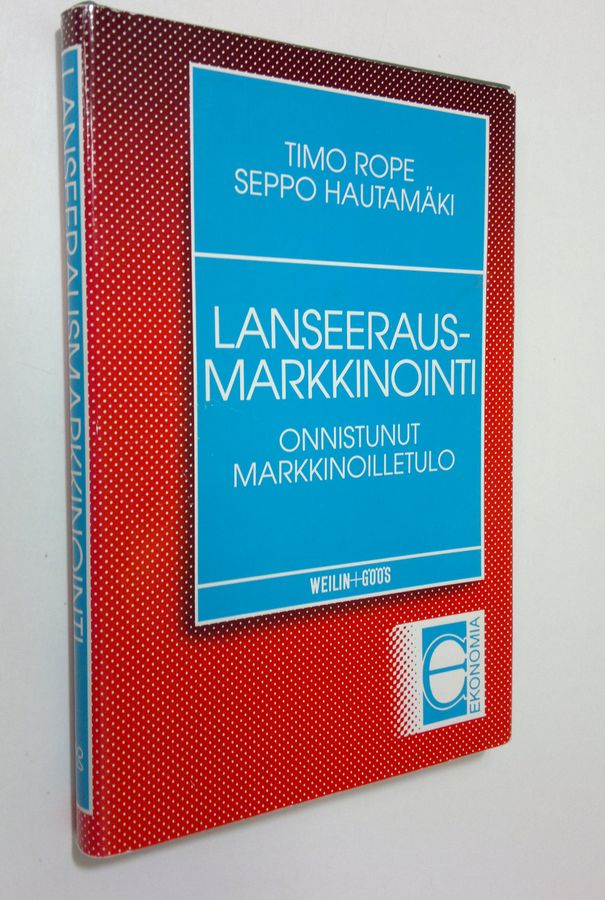 TIMO ROPE
SEPPO HAUTAMÄKI
LANSEERAUS-
MARKKINOINTI
ONNISTUNUT
MARKKINOILLETULO
WEILIN+GÖÖS
EKONOMIA
LANSEERAUSMARKKINOINTI